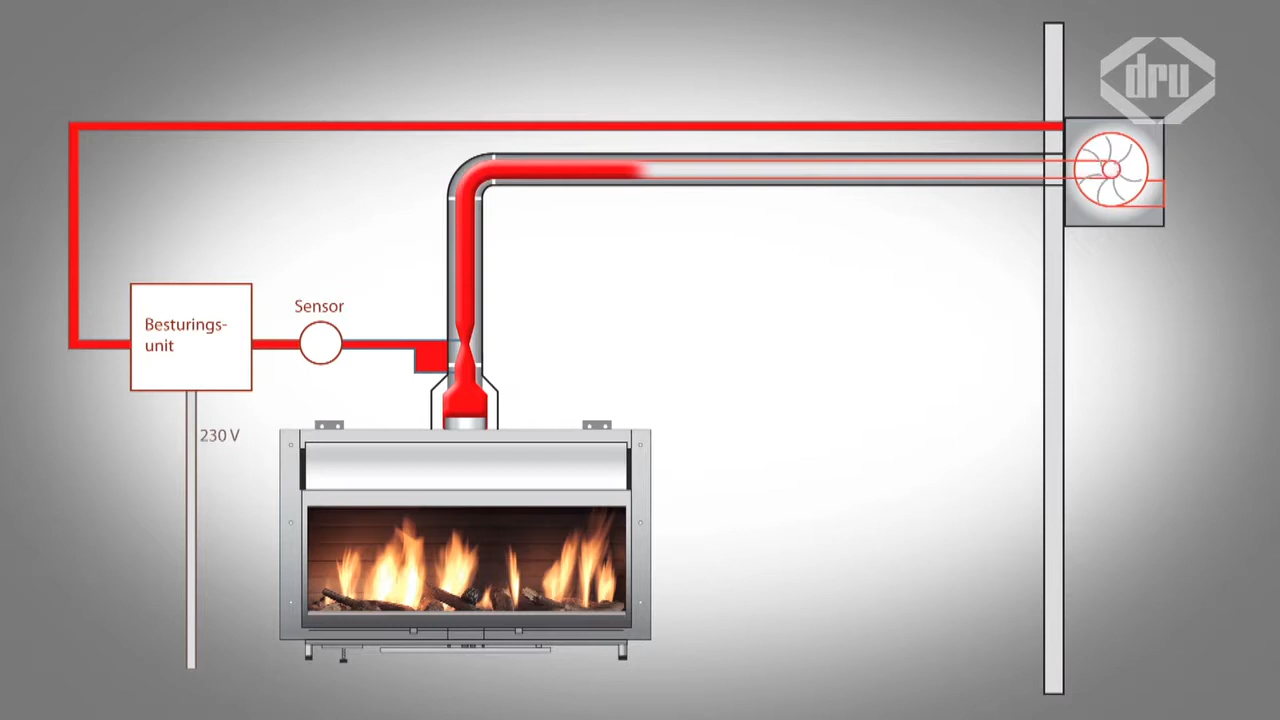 dru
Sensor
Besturings-
unit
230 V